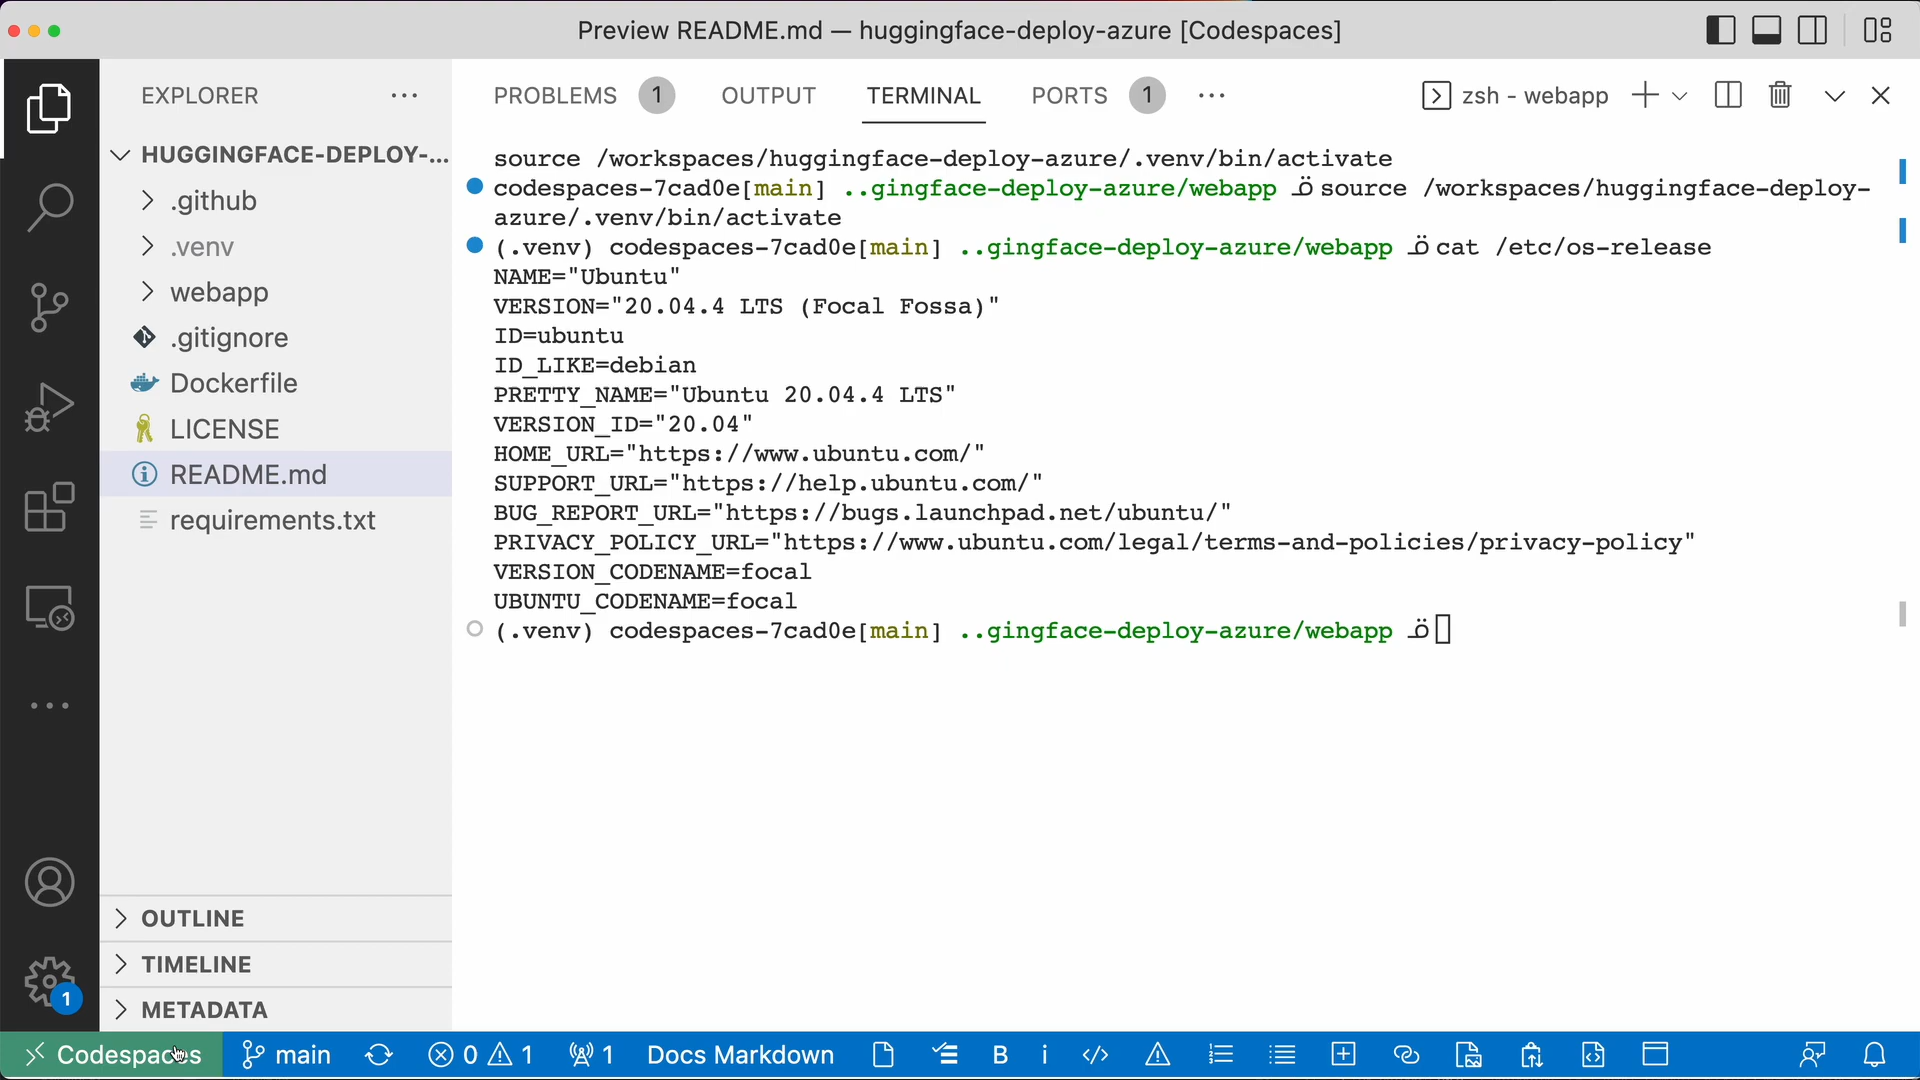 Preview README.md — huggingface-deploy-azure [Codespaces]
EXPLORER
HUGGINGFACE-DEPLOY-...
.github
.venv
webapp
.gitignore
Dockerfile
LICENSE
README.md
requirements.txt
OUTLINE
TIMELINE
METADATA
1
PROBLEMS 1 OUTPUT TERMINAL PORTS 1 zsh - webapp
source /workspaces/huggingface-deploy-azure/.venv/bin/activate
codespaces-7cad0e[main] ..gingface-deploy-azure/webapp source /workspaces/huggingface-deploy-
azure/.venv/bin/activate
(.venv) codespaces-7cad0e[main] ..gingface-deploy-azure/webapp cat /etc/os-release
NAME="Ubuntu"
VERSION="20.04.4 LTS (Focal Fossa)"
ID=ubuntu
ID_LIKE=debian
PRETTY_NAME="Ubuntu 20.04.4 LTS"
VERSION_ID="20.04"
HOME_URL="https://www.ubuntu.com/"
SUPPORT_URL="https://help.ubuntu.com/"
BUG_REPORT_URL="https://bugs.launchpad.net/ubuntu/"
PRIVACY_POLICY_URL="https://www.ubuntu.com/legal/terms-and-policies/privacy-policy"
VERSION_CODENAME=focal
UBUNTU_CODENAME=focal
(.venv) codespaces-7cad0e[main] ..gingface-deploy-azure/webapp
Codespaces main 0 1 1 Docs Markdown B i </>